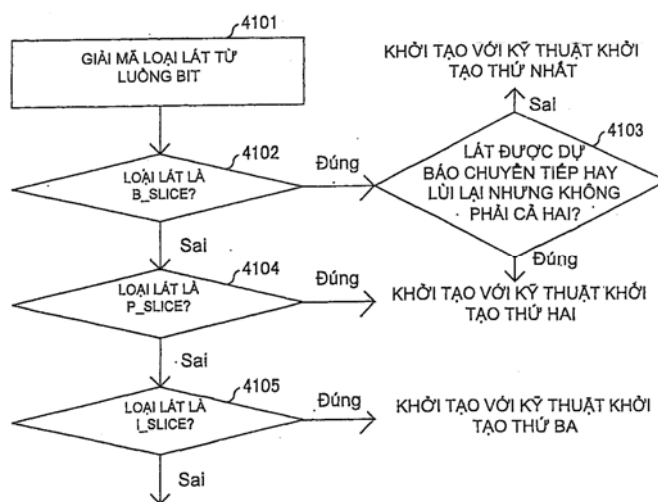 4101
GIẢI MÃ LOẠI LÁT TỪ
LUỒNG BIT
4102
LOẠI LÁT LÀ
B_SLICE?
Đúng
Sai
KHỞI TẠO VỚI KỸ THUẬT KHỞI
TẠO THỨ NHẤT
Sai
4103
LÁT ĐƯỢC DỰ
BÁO CHUYỂN TIẾP HAY
LÙI LẠI NHƯNG KHÔNG
PHẢI CẢ HAI?
Đúng
4104
LOẠI LÁT LÀ
P_SLICE?
Đúng
Sai
KHỞI TẠO VỚI KỸ THUẬT KHỞI
TẠO THỨ HAI
4105
LOẠI LÁT LÀ
I_SLICE?
Đúng
Sai
KHỞI TẠO VỚI KỸ THUẬT KHỞI
TẠO THỨ BA